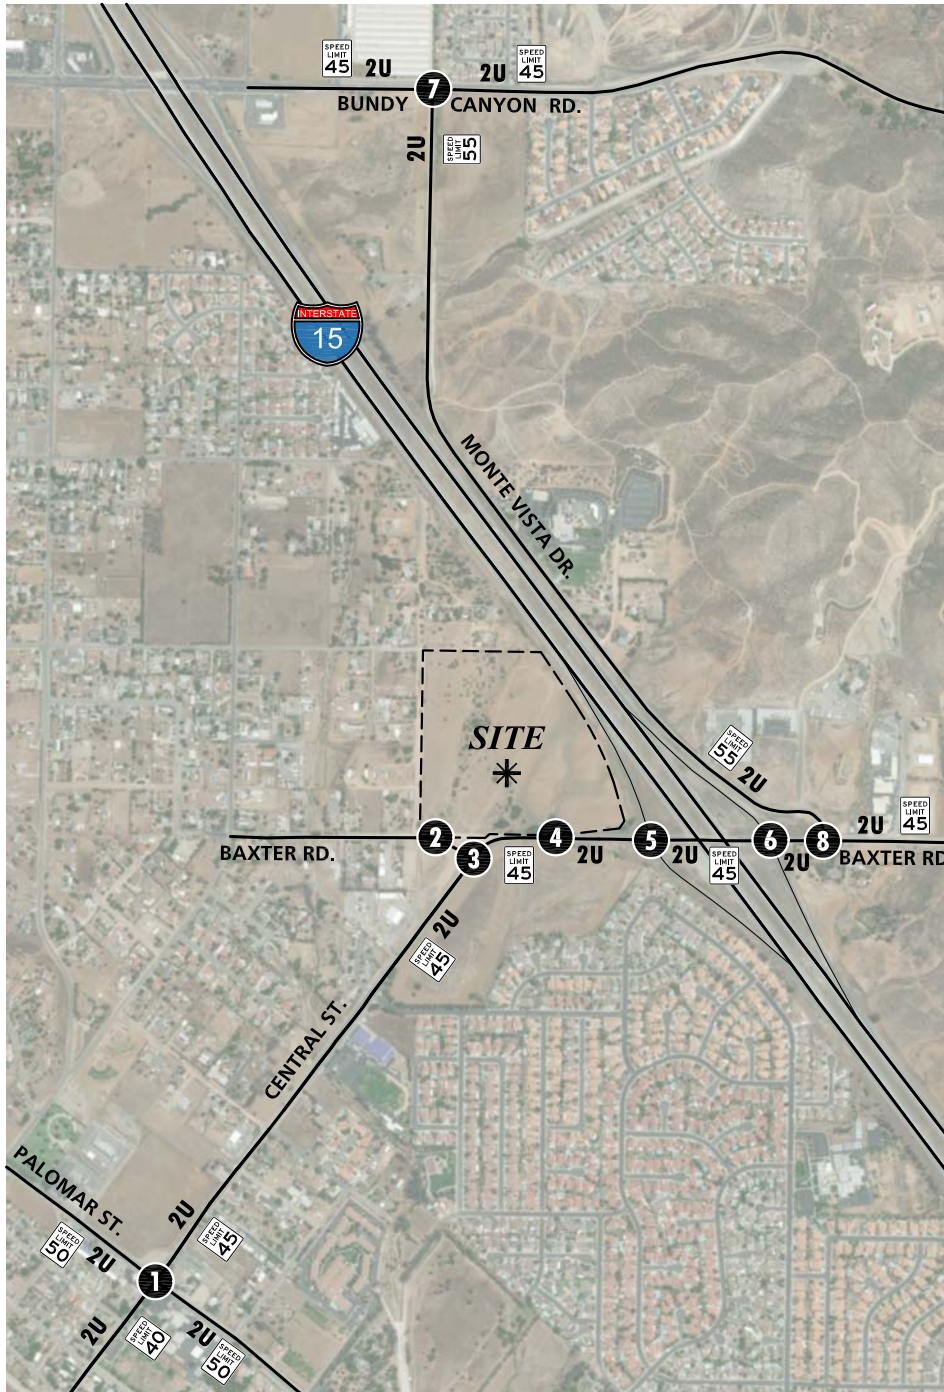 SPEED
LIMIT
45
2U
2U
SPEED
LIMIT
45
7
BUNDY CANYON RD.
2U
SPEED
LIMIT
55
INTERSTATE
15
MONTE VISTA DR.
SITE
SPEED
LIMIT
55
2U
2
3
SPEED
LIMIT
45
4
2U
5
2U
SPEED
LIMIT
45
6
2U
8
2U
SPEED
LIMIT
45
BAXTER RD.
BAXTER RD
2U
SPEED
LIMIT
45
CENTRAL ST.
PALOMAR ST.
2U
SPEED
LIMIT
45
SPEED
LIMIT
50
2U
1
2U
SPEED
LIMIT
40
2U
SPEED
LIMIT
50